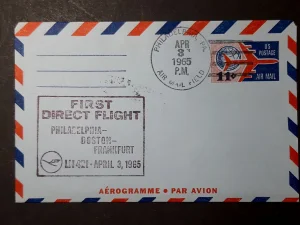 PHILADELPHIA, PA.
APR
3
1965
P.M.
AIR MAIL FIELD
US
POSTAGE
11c
AIR MAIL
FIRST
DIRECT FLIGHT
PHILADELPHIA-
BOSTON-
FRANKFURT
LH 421 - APRIL 3, 1965
AÉROGRAMME • PAR AVION